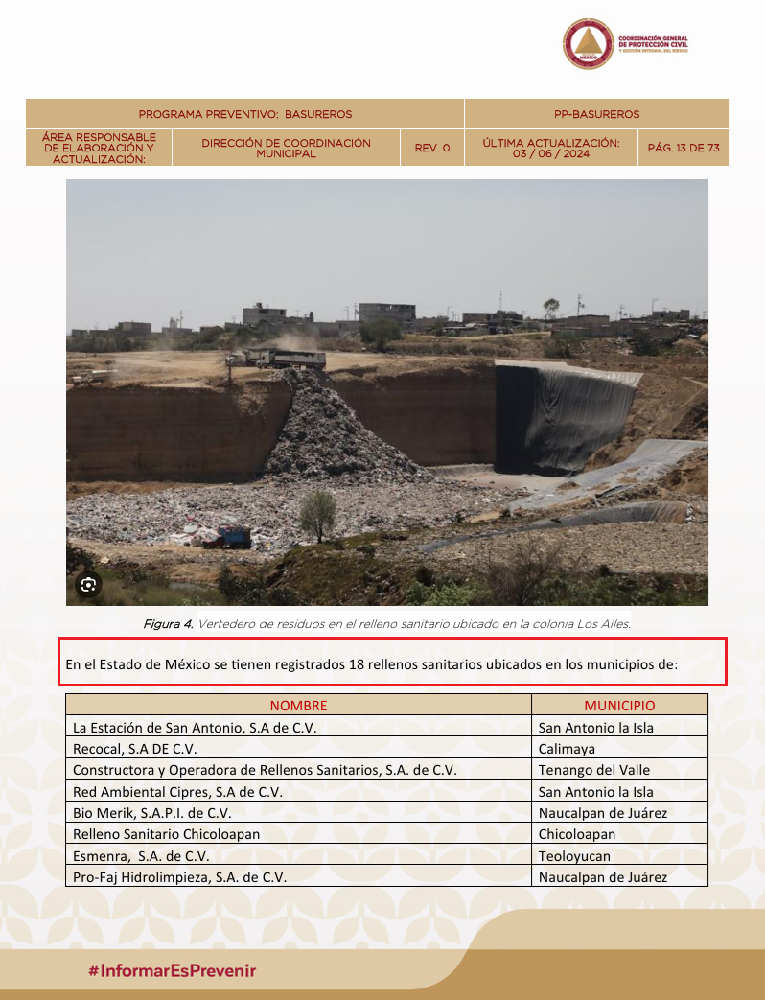 COORDINACIÓN GENERAL
DE PROTECCIÓN CIVIL
Y GESTIÓN INTEGRAL DEL RIESGO
MÉXICO
PROGRAMA PREVENTIVO: BASUREROS
PP-BASUREROS
ÁREA RESPONSABLE
DE ELABORACIÓN Y
ACTUALIZACIÓN:
DIRECCIÓN DE COORDINACIÓN
MUNICIPAL
REV. 0
ÚLTIMA ACTUALIZACIÓN:
03 / 06 / 2024
PÁG. 13 DE 73
Figura 4. Vertedero de residuos en el relleno sanitario ubicado en la colonia Los Ailes.
En el Estado de México se tienen registrados 18 rellenos sanitarios ubicados en los municipios de:
NOMBRE MUNICIPIO
La Estación de San Antonio, S.A de C.V. San Antonio la Isla
Recocal, S.A DE C.V. Calimaya
Constructora y Operadora de Rellenos Sanitarios, S.A. de C.V. Tenango del Valle
Red Ambiental Cipres, S.A de C.V. San Antonio la Isla
Bio Merik, S.A.P.I. de C.V. Naucalpan de Juárez
Relleno Sanitario Chicoloapan Chicoloapan
Esmenra, S.A. de C.V. Teoloyucan
Pro-Faj Hidrolimpieza, S.A. de C.V. Naucalpan de Juárez
#InformarEsPrevenir